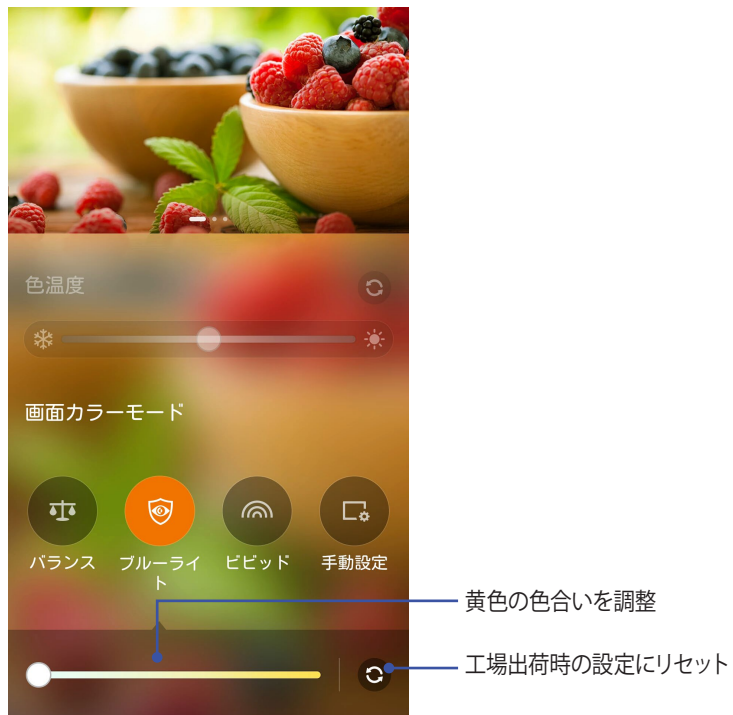 色温度
画面カラーモード
バランス
ブルーライ
ト
ビビッド
手動設定
黄色の色合いを調整
工場出荷時の設定にリセット